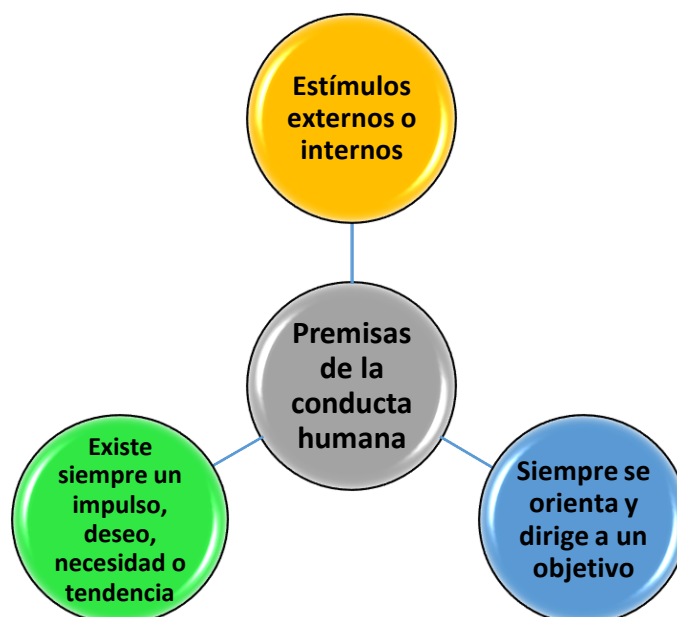 Estímulos
externos o
internos
Premisas
de la
conducta
humana
Existe
siempre un
impulso,
deseo,
necesidad o
tendencia
Siempre se
orienta y
dirige a un
objetivo